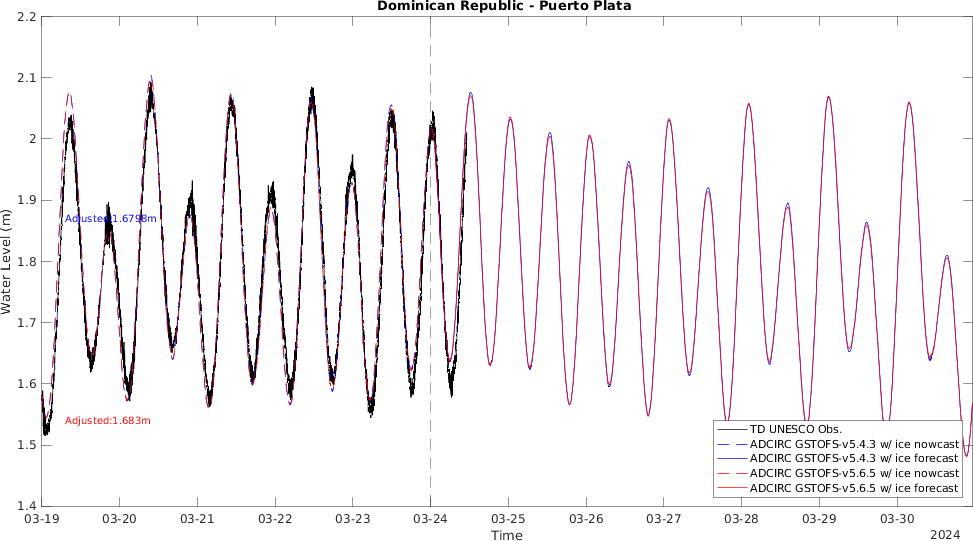 Dominican Republic - Puerto Plata
2.2
2.1
2
1.9
1.8
1.7
1.6
1.5
1.4
Water Level (m)
Adjusted:1.6798m
Adjusted:1.683m
TD UNESCO Obs.
ADCIRC GSTOFS-v5.4.3 w/ ice nowcast
ADCIRC GSTOFS-v5.4.3 w/ ice forecast
ADCIRC GSTOFS-v5.6.5 w/ ice nowcast
ADCIRC GSTOFS-v5.6.5 w/ ice forecast
03-19 03-20 03-21 03-22 03-23 03-24 03-25 03-26 03-27 03-28 03-29 03-30
Time
2024